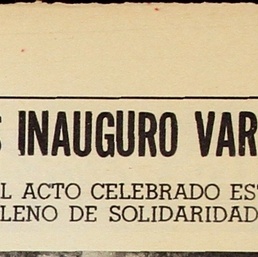 S INAUGURO VAR
L ACTO CELEBRADO ES
LENO DE SOLIDARIDAD